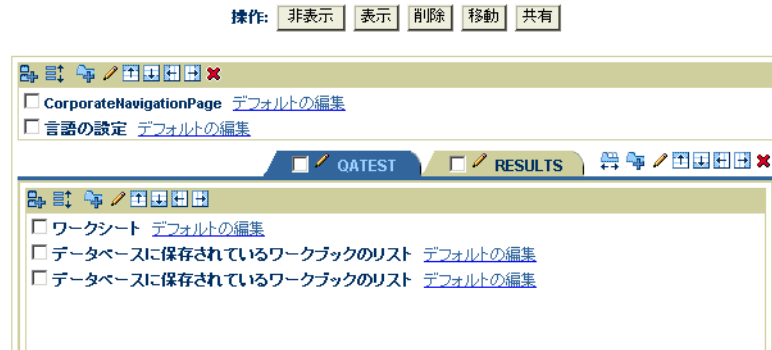 操作: 非表示 表示 削除 移動 共有
CorporateNavigationPage デフォルトの編集
言語の設定 デフォルトの編集
QATEST RESULTS
ワークシート デフォルトの編集
データベースに保存されているワークブックのリスト デフォルトの編集
データベースに保存されているワークブックのリスト デフォルトの編集